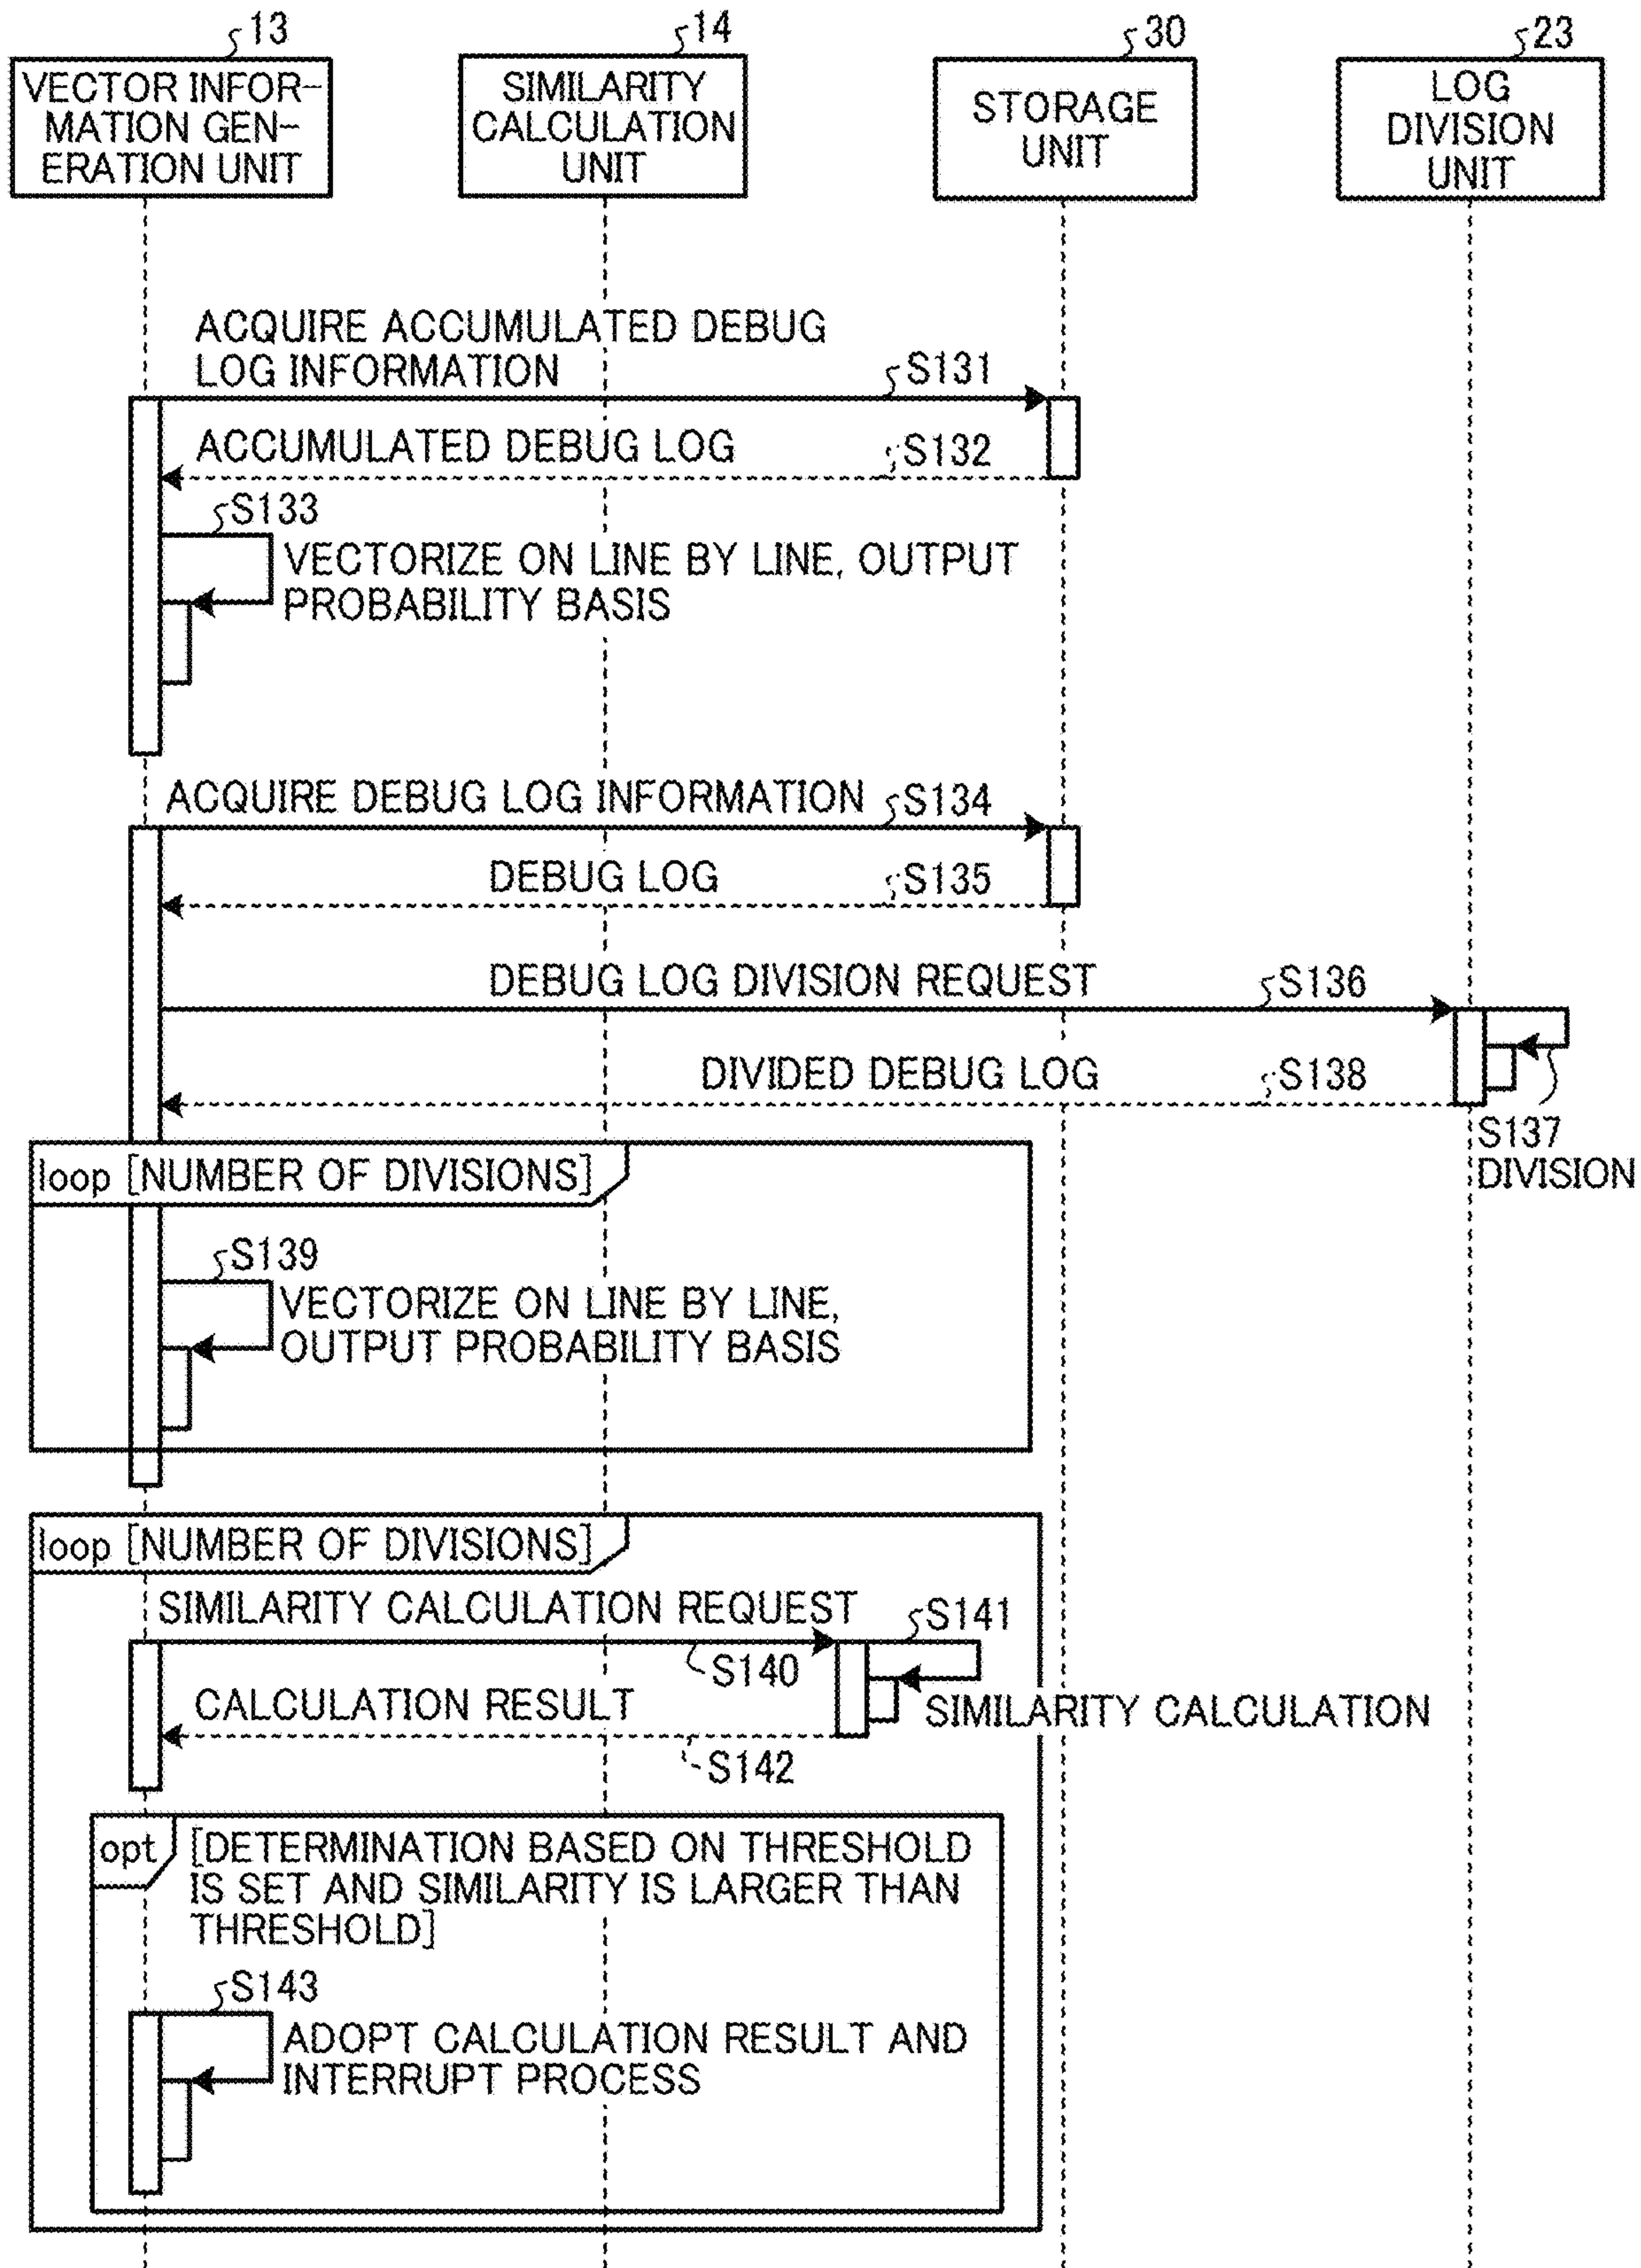 13
VECTOR INFOR-
MATION GEN-
ERATION UNIT
14
SIMILARITY
CALCULATION
UNIT
30
STORAGE
UNIT
23
LOG
DIVISION
UNIT
ACQUIRE ACCUMULATED DEBUG
LOG INFORMATION
S131
ACCUMULATED DEBUG LOG
S132
S133
VECTORIZE ON LINE BY LINE, OUTPUT
PROBABILITY BASIS
ACQUIRE DEBUG LOG INFORMATION
S134
DEBUG LOG
S135
DEBUG LOG DIVISION REQUEST
S136
DIVIDED DEBUG LOG
S138
S137
DIVISION
loop [NUMBER OF DIVISIONS]
S139
VECTORIZE ON LINE BY LINE,
OUTPUT PROBABILITY BASIS
loop [NUMBER OF DIVISIONS]
SIMILARITY CALCULATION REQUEST
S141
S140
CALCULATION RESULT
SIMILARITY CALCULATION
S142
opt
[DETERMINATION BASED ON THRESHOLD
IS SET AND SIMILARITY IS LARGER THAN
THRESHOLD]
S143
ADOPT CALCULATION RESULT AND
INTERRUPT PROCESS